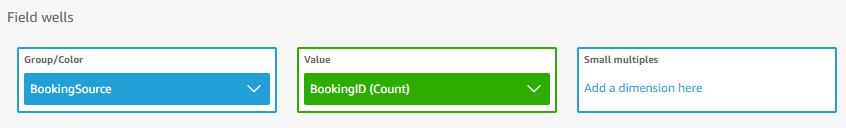 Field wells
Group/Color
BookingSource
Value
BookingID (Count)
Small multiples
Add a dimension here